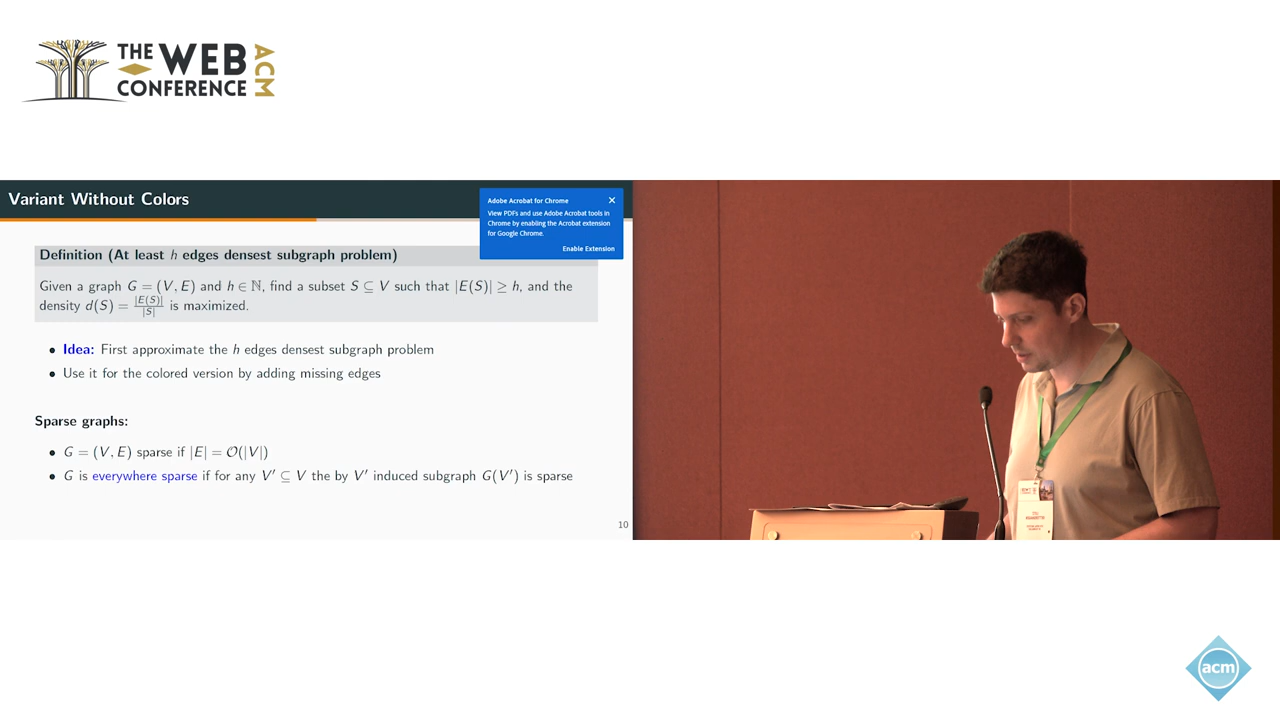 THE WEB
CONFERENCE
ACM
Variant Without Colors
Adobe Acrobat for Chrome
View PDFs and use Adobe Acrobat tools in
Chrome by enabling the Acrobat extension
for Google Chrome.
Enable Extension
Definition (At least h edges densest subgraph problem)
Given a graph G = (V, E) and h ∈ ℕ, find a subset S ⊆ V such that |E(S)| ≥ h, and the
density d(S) = |E(S)|/|S| is maximized.
• Idea: First approximate the h edges densest subgraph problem
• Use it for the colored version by adding missing edges
Sparse graphs:
• G = (V, E) sparse if |E| = O(|V|)
• G is everywhere sparse if for any V′ ⊆ V the by V′ induced subgraph G(V′) is sparse
10
acm